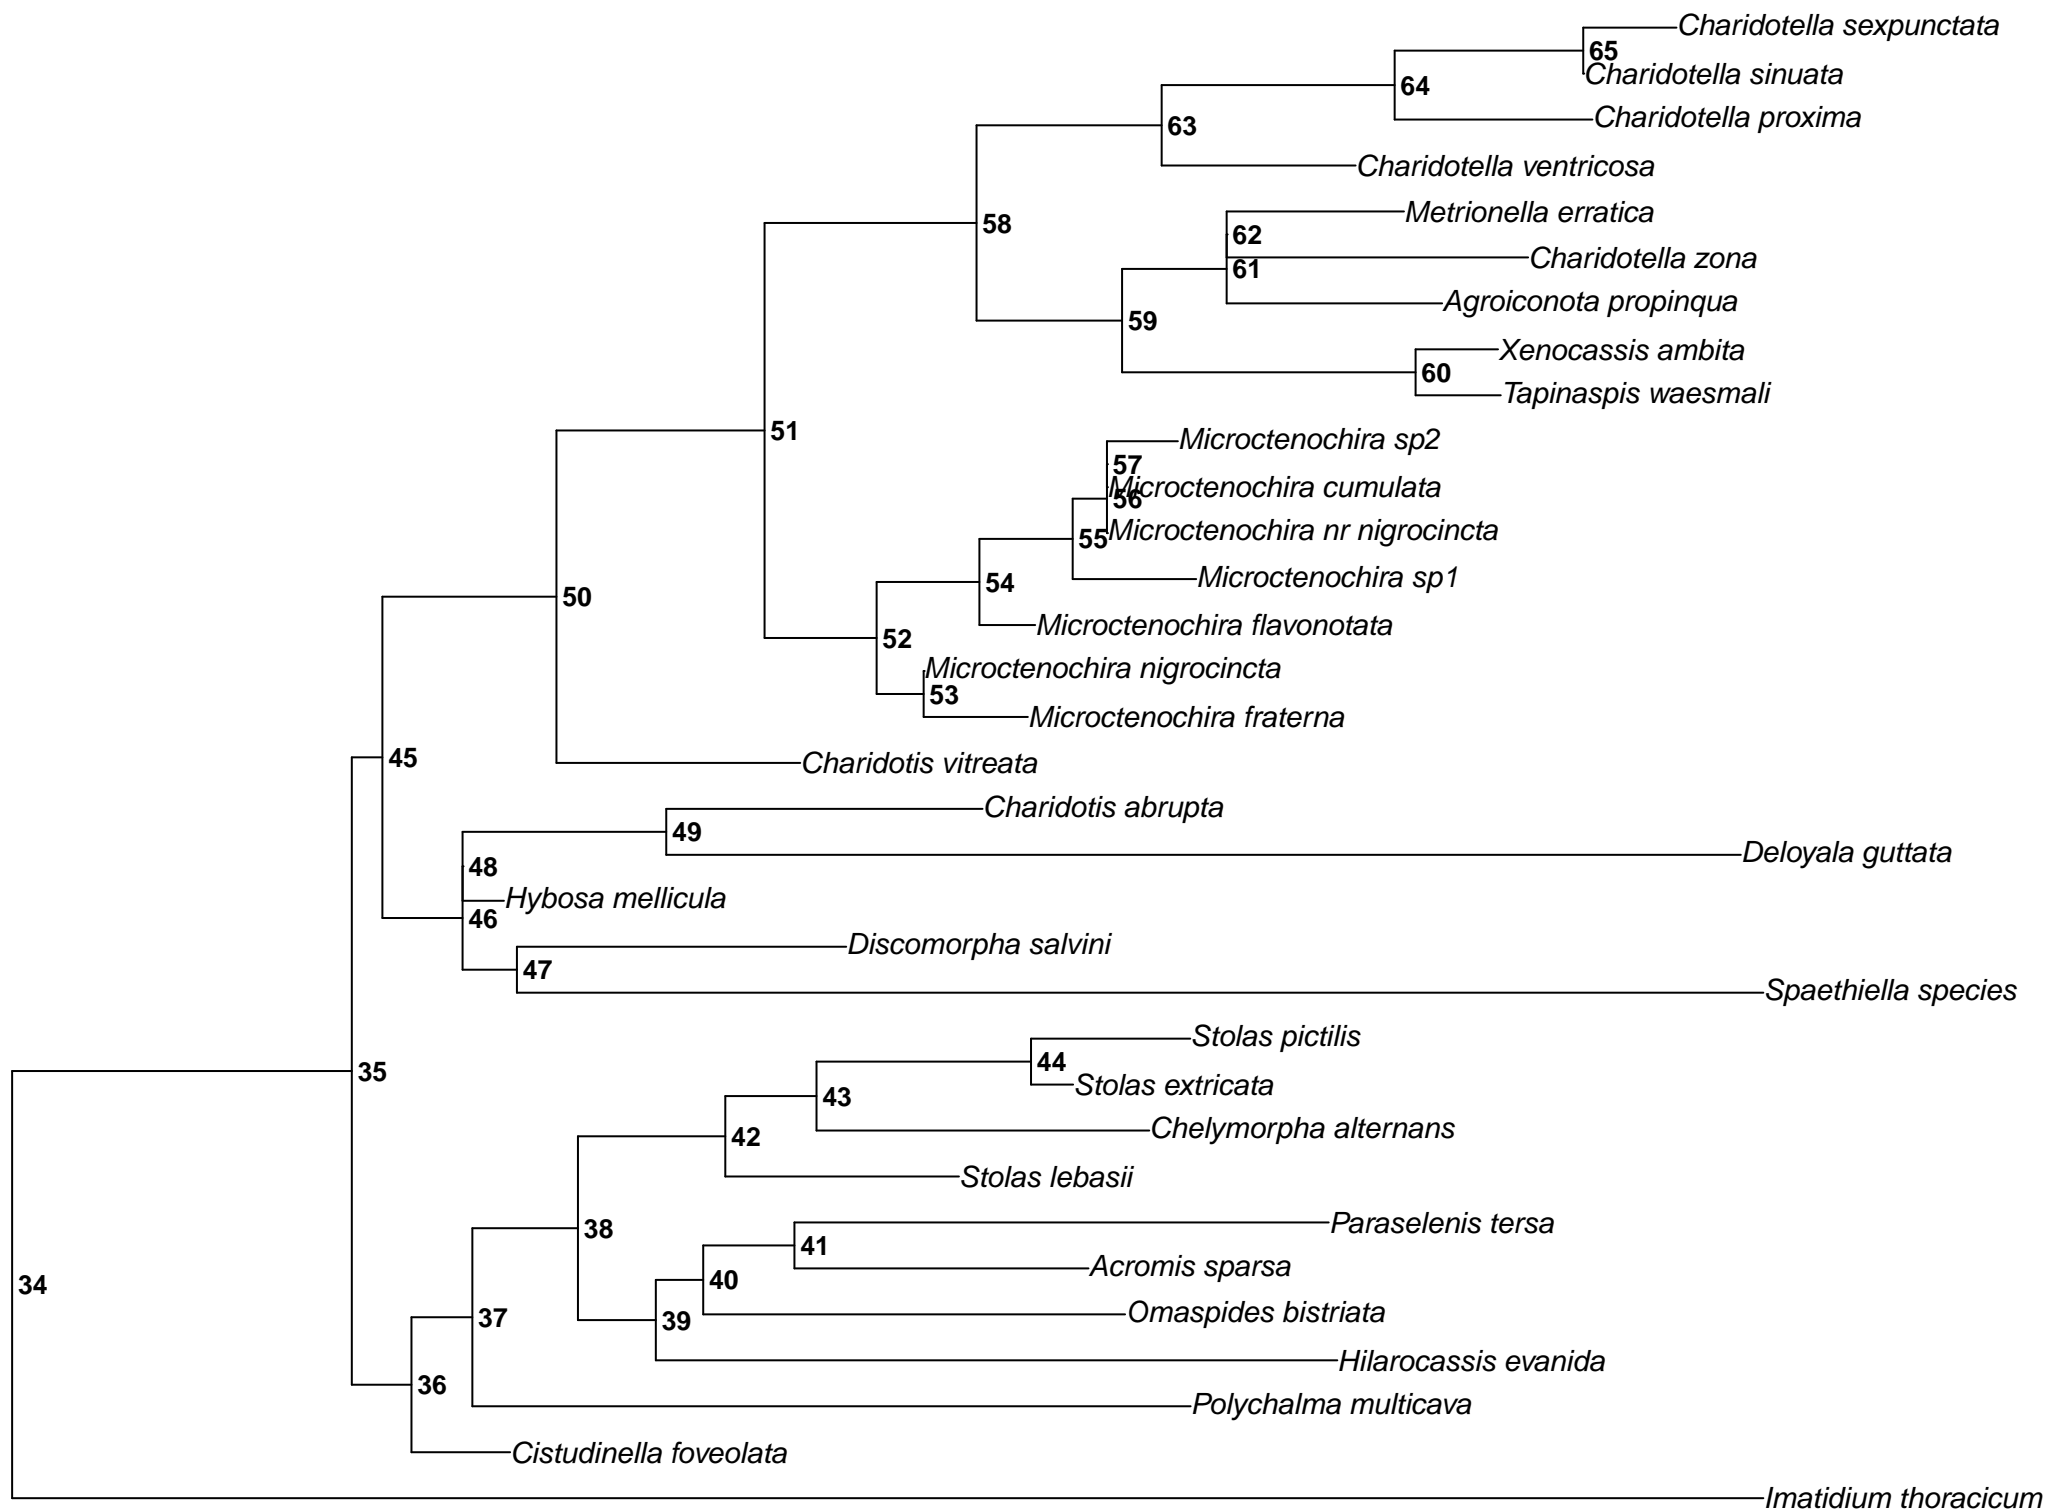 Charidotella sexpunctata
65
Charidotella sinuata
64
Charidotella proxima
63
Charidotella ventricosa
Metrionella erratica
58
62
Charidotella zona
61
Agroiconota propinqua
59
Xenocassis ambita
60
Tapinaspis waesmali
51
Microctenochira sp2
57
Microctenochira cumulata
56
Microctenochira nr nigrocincta
55
Microctenochira sp1
54
50
Microctenochira flavonotata
52
Microctenochira nigrocincta
53
Microctenochira fraterna
45
Charidotis vitreata
Charidotis abrupta
49
Deloyala guttata
48
Hybosa mellicula
46
Discomorpha salvini
47
Spaethiella species
Stolas pictilis
44
35
Stolas extricata
43
Chelymorpha alternans
42
Stolas lebasii
Paraselenis tersa
38
41
Acromis sparsa
40
34
Omaspides bistriata
37
39
Hilarocassis evanida
36
Polychalma multicava
Cistudinella foveolata
Imatidium thoracicum